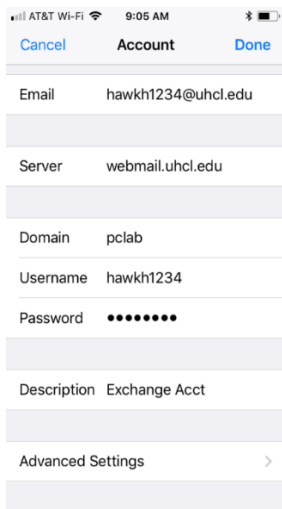 AT&T Wi-Fi 9:05 AM
Cancel Account Done
Email hawkh1234@uhcl.edu
Server webmail.uhcl.edu
Domain pclab
Username hawkh1234
Password ●●●●●●●●
Description Exchange Acct
Advanced Settings